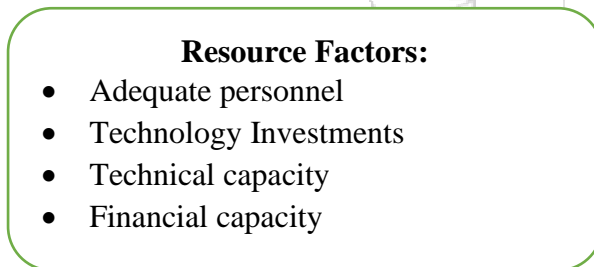 Resource Factors:
• Adequate personnel
• Technology Investments
• Technical capacity
• Financial capacity